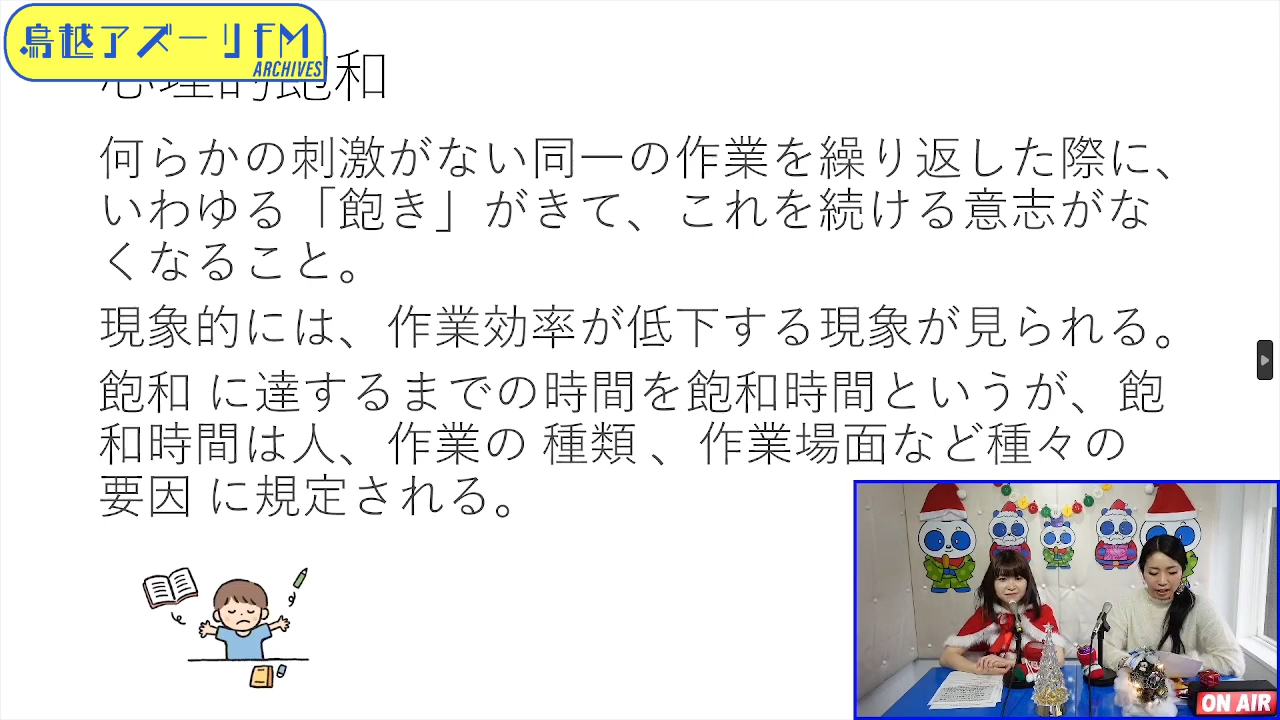 鳥越アズーリFM
ARCHIVES
心理的飽和
何らかの刺激がない同一の作業を繰り返した際に、
いわゆる「飽き」がきて、これを続ける意志がな
くなること。
現象的には、作業効率が低下する現象が見られる。
飽和 に達するまでの時間を飽和時間というが、飽
和時間は人、作業の 種類 、作業場面など種々の
要因 に規定される。
ON AIR